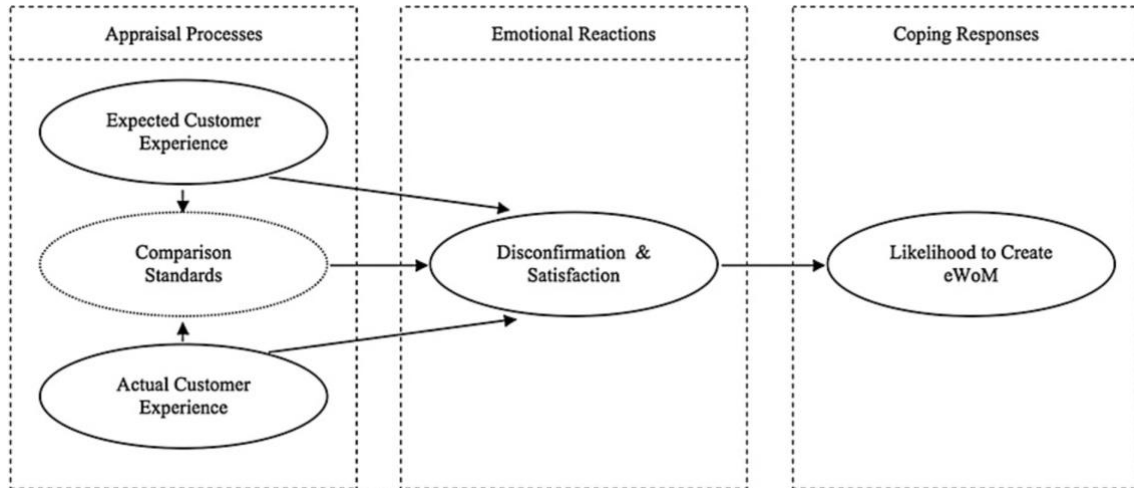 Appraisal Processes
Emotional Reactions
Coping Responses
Expected Customer
Experience
Comparison
Standards
Disconfirmation &
Satisfaction
Likelihood to Create
eWoM
Actual Customer
Experience